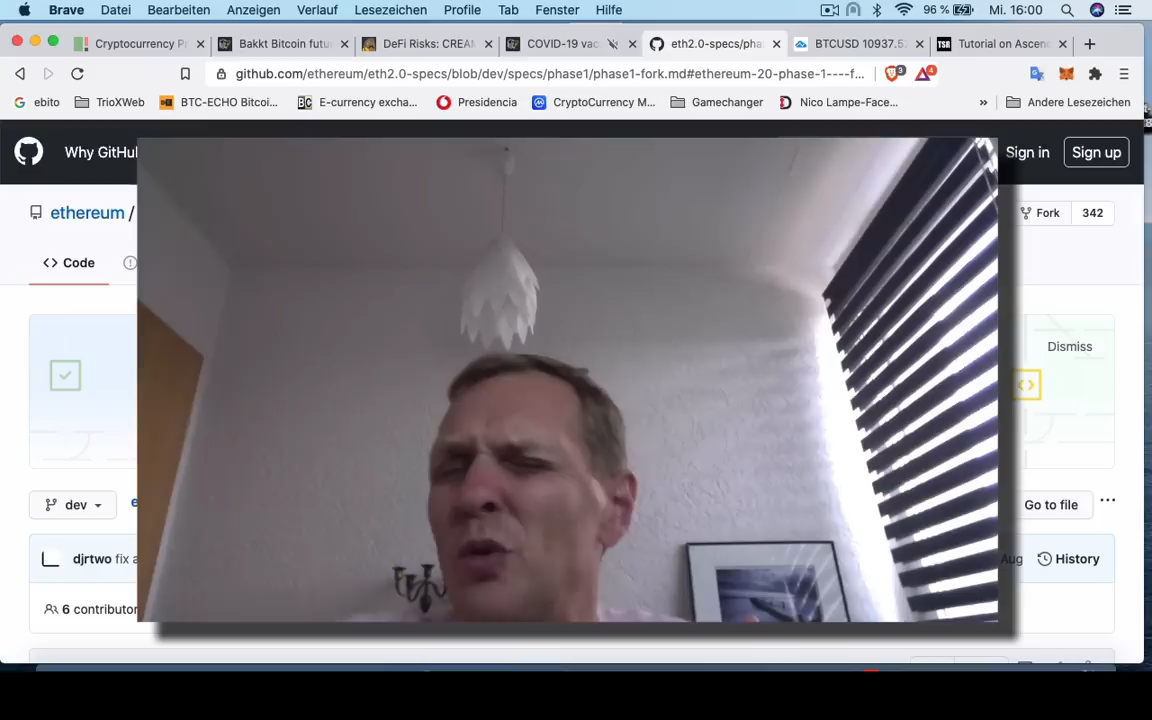 Brave Datei Bearbeiten Anzeigen Verlauf Lesezeichen Profile Tab Fenster Hilfe 96 % Mi. 16:00
Cryptocurrency Pr Bakkt Bitcoin futu DeFi Risks: CREAM COVID-19 vac eth2.0-specs/pha BTCUSD 10937.5 TSR Tutorial on Ascen
github.com/ethereum/eth2.0-specs/blob/dev/specs/phase1/phase1-fork.md#ethereum-20-phase-1----f... 3 4
ebito TrioXWeb BTC-ECHO Bitcoi... E-currency excha... Presidencia CryptoCurrency M... Gamechanger Nico Lampe-Face... » Andere Lesezeichen
Why GitHu Sign in Sign up
ethereum / Fork 342
Code
Dismiss
dev Go to file
djrtwo fix a Aug History
6 contributor